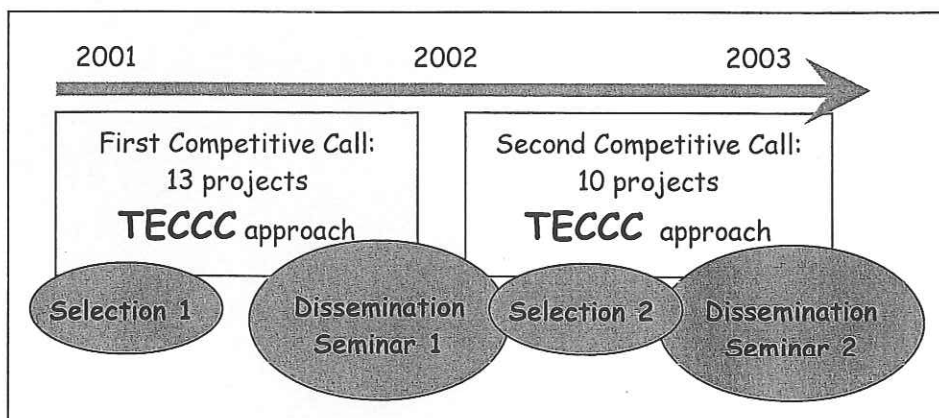 2001 2002 2003
First Competitive Call:
13 projects
TECCC approach
Second Competitive Call:
10 projects
TECCC approach
Selection 1
Dissemination
Seminar 1
Selection 2
Dissemination
Seminar 2